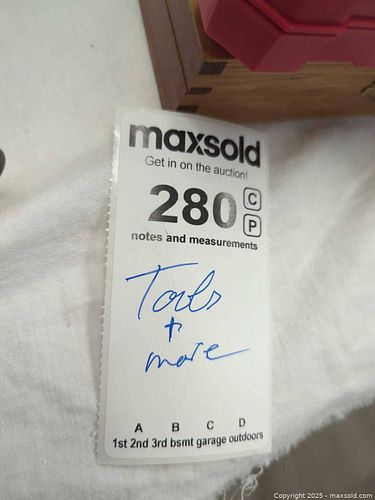 maxsold
Get in on the auction!
280 C
P
notes and measurements
Tools
+
more
A B C D
1st 2nd 3rd bsmt garage outdoors
Copyright © 2025 - maxsold.com